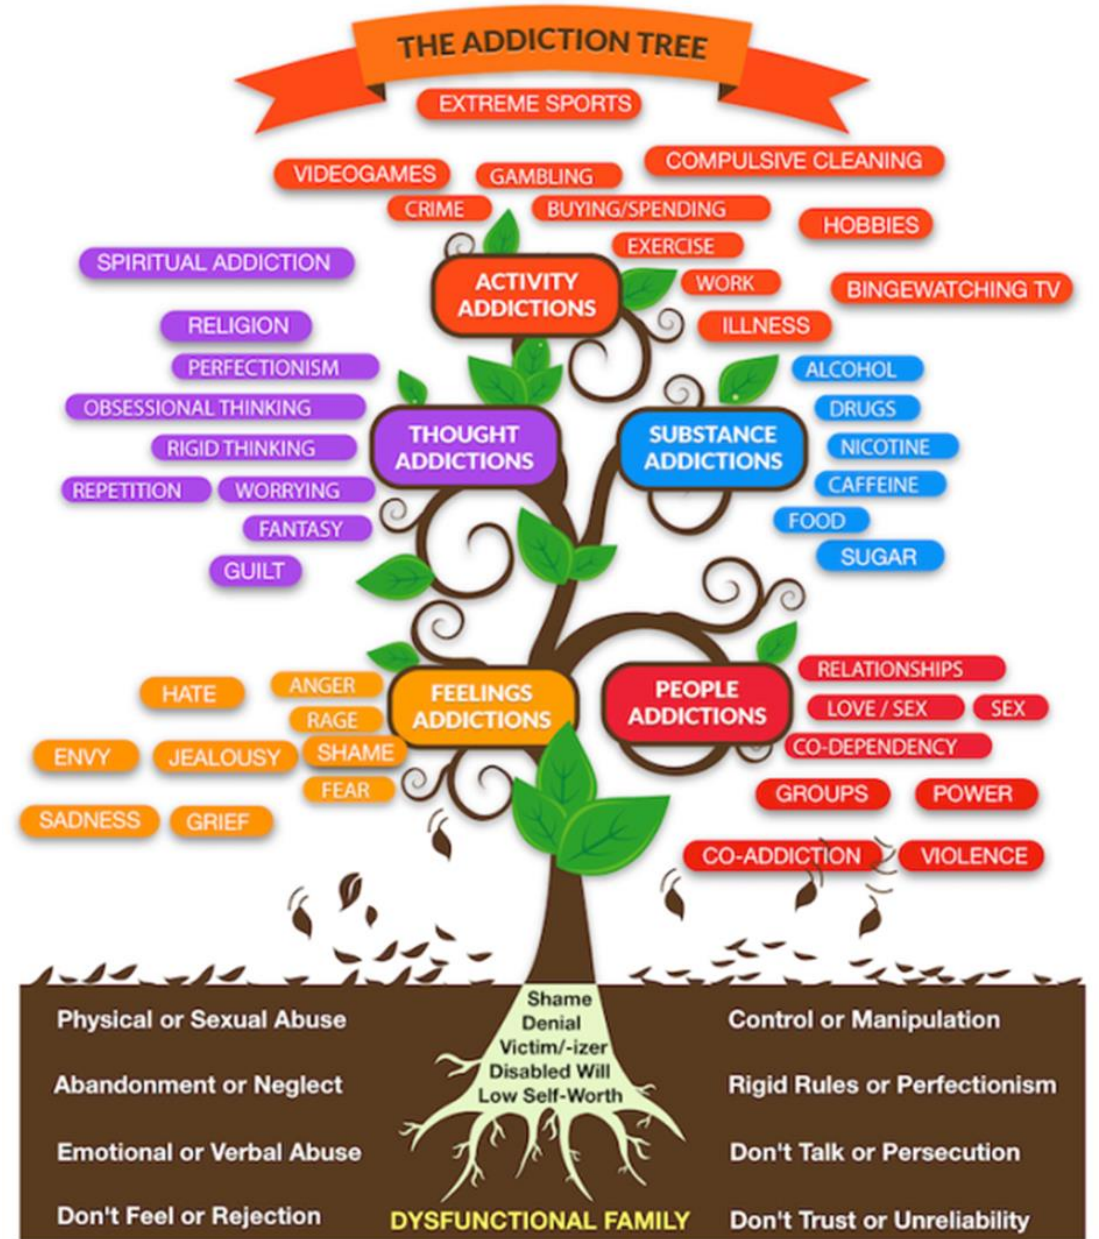 THE ADDICTION TREE
EXTREME SPORTS
COMPULSIVE CLEANING
VIDEOGAMES
GAMBLING
CRIME
BUYING/SPENDING
HOBBIES
EXERCISE
WORK
BINGEWATCHING TV
ILLNESS
ACTIVITY
ADDICTIONS
SPIRITUAL ADDICTION
RELIGION
PERFECTIONISM
OBSESSIONAL THINKING
RIGID THINKING
REPETITION
WORRYING
FANTASY
GUILT
THOUGHT
ADDICTIONS
SUBSTANCE
ADDICTIONS
ALCOHOL
DRUGS
NICOTINE
CAFFEINE
FOOD
SUGAR
HATE
ANGER
RAGE
ENVY
JEALOUSY
SHAME
FEAR
SADNESS
GRIEF
FEELINGS
ADDICTIONS
PEOPLE
ADDICTIONS
RELATIONSHIPS
LOVE / SEX
SEX
CO-DEPENDENCY
GROUPS
POWER
CO-ADDICTION
VIOLENCE
Physical or Sexual Abuse
Abandonment or Neglect
Emotional or Verbal Abuse
Don't Feel or Rejection
Shame
Denial
Victim/-izer
Disabled Will
Low Self-Worth
DYSFUNCTIONAL FAMILY
Control or Manipulation
Rigid Rules or Perfectionism
Don't Talk or Persecution
Don't Trust or Unreliability